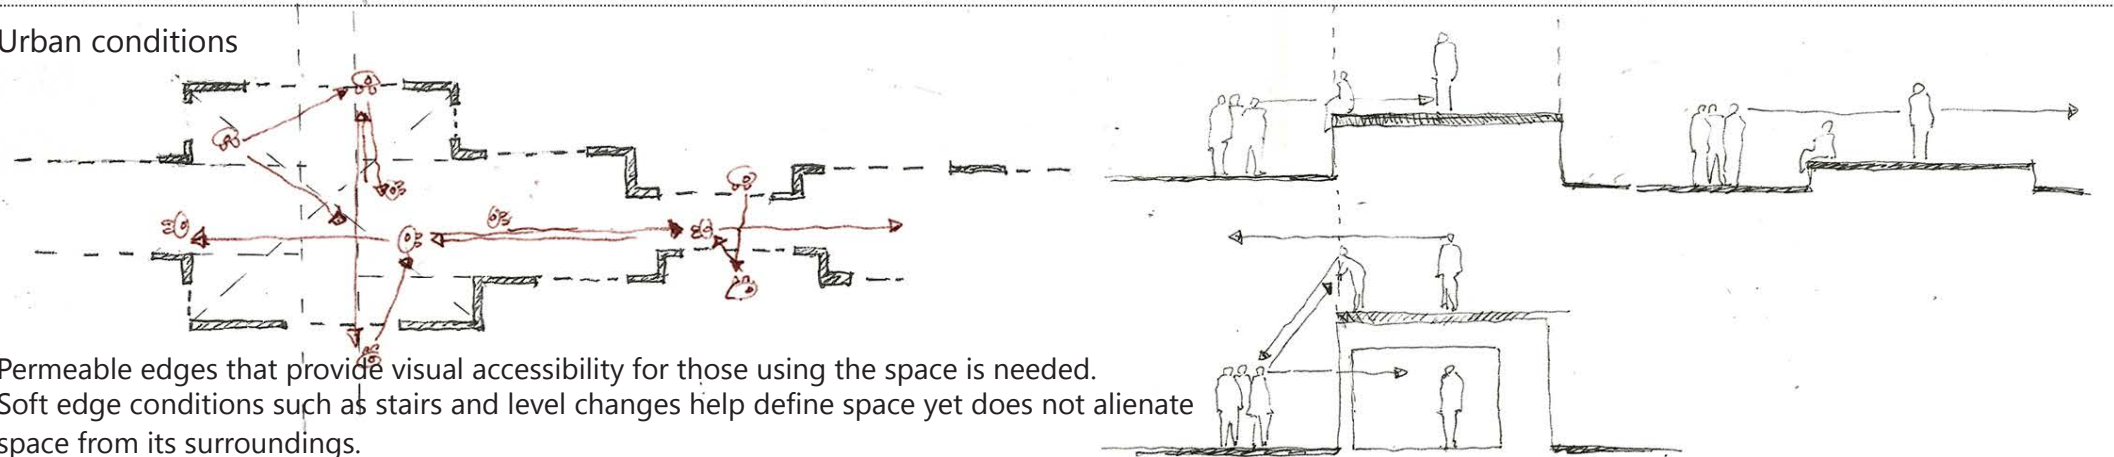 Urban conditions
Permeable edges that provide visual accessibility for those using the space is needed.
Soft edge conditions such as stairs and level changes help define space yet does not alienate
space from its surroundings.